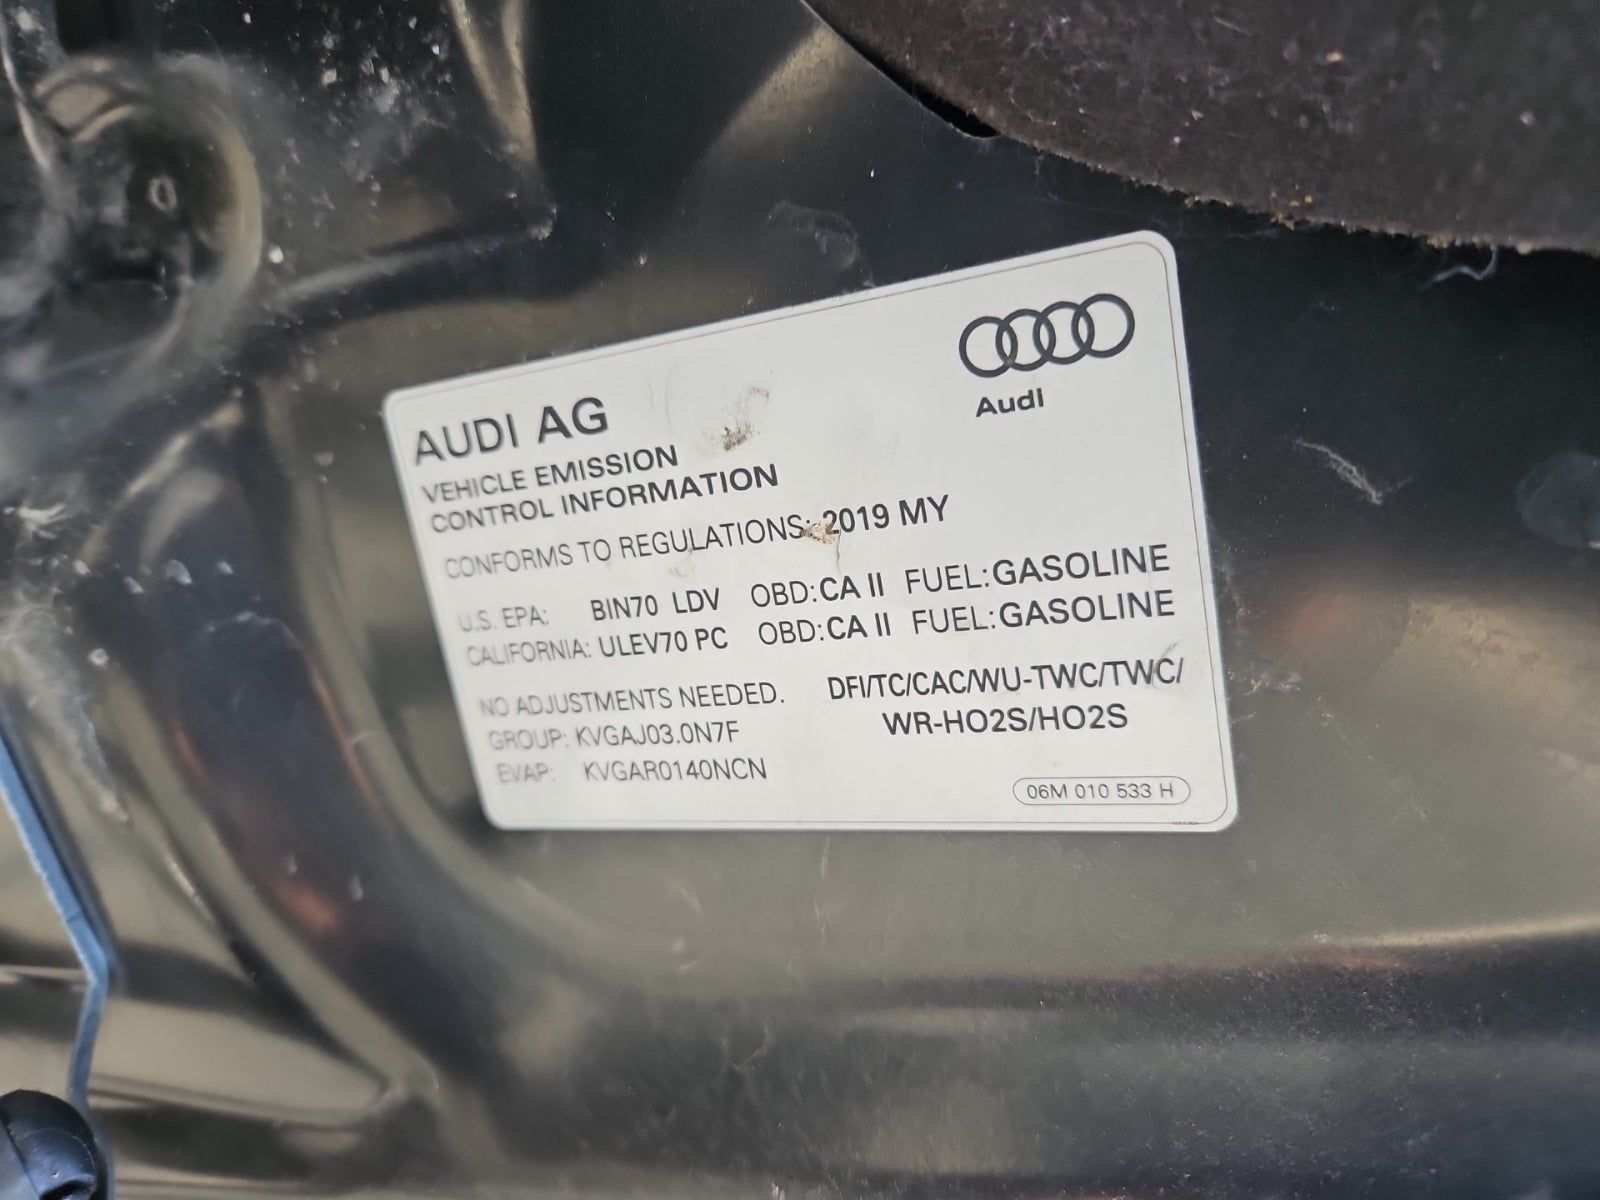 Audi
AUDI AG
VEHICLE EMISSION
CONTROL INFORMATION
CONFORMS TO REGULATIONS: 2019 MY
U.S. EPA: BIN70 LDV OBD:CA II FUEL:GASOLINE
CALIFORNIA: ULEV70 PC OBD:CA II FUEL:GASOLINE
NO ADJUSTMENTS NEEDED.
GROUP: KVGAJ03.0N7F
EVAP: KVGAR0140NCN
DFI/TC/CAC/WU-TWC/TWC/
WR-HO2S/HO2S
06M 010 533 H